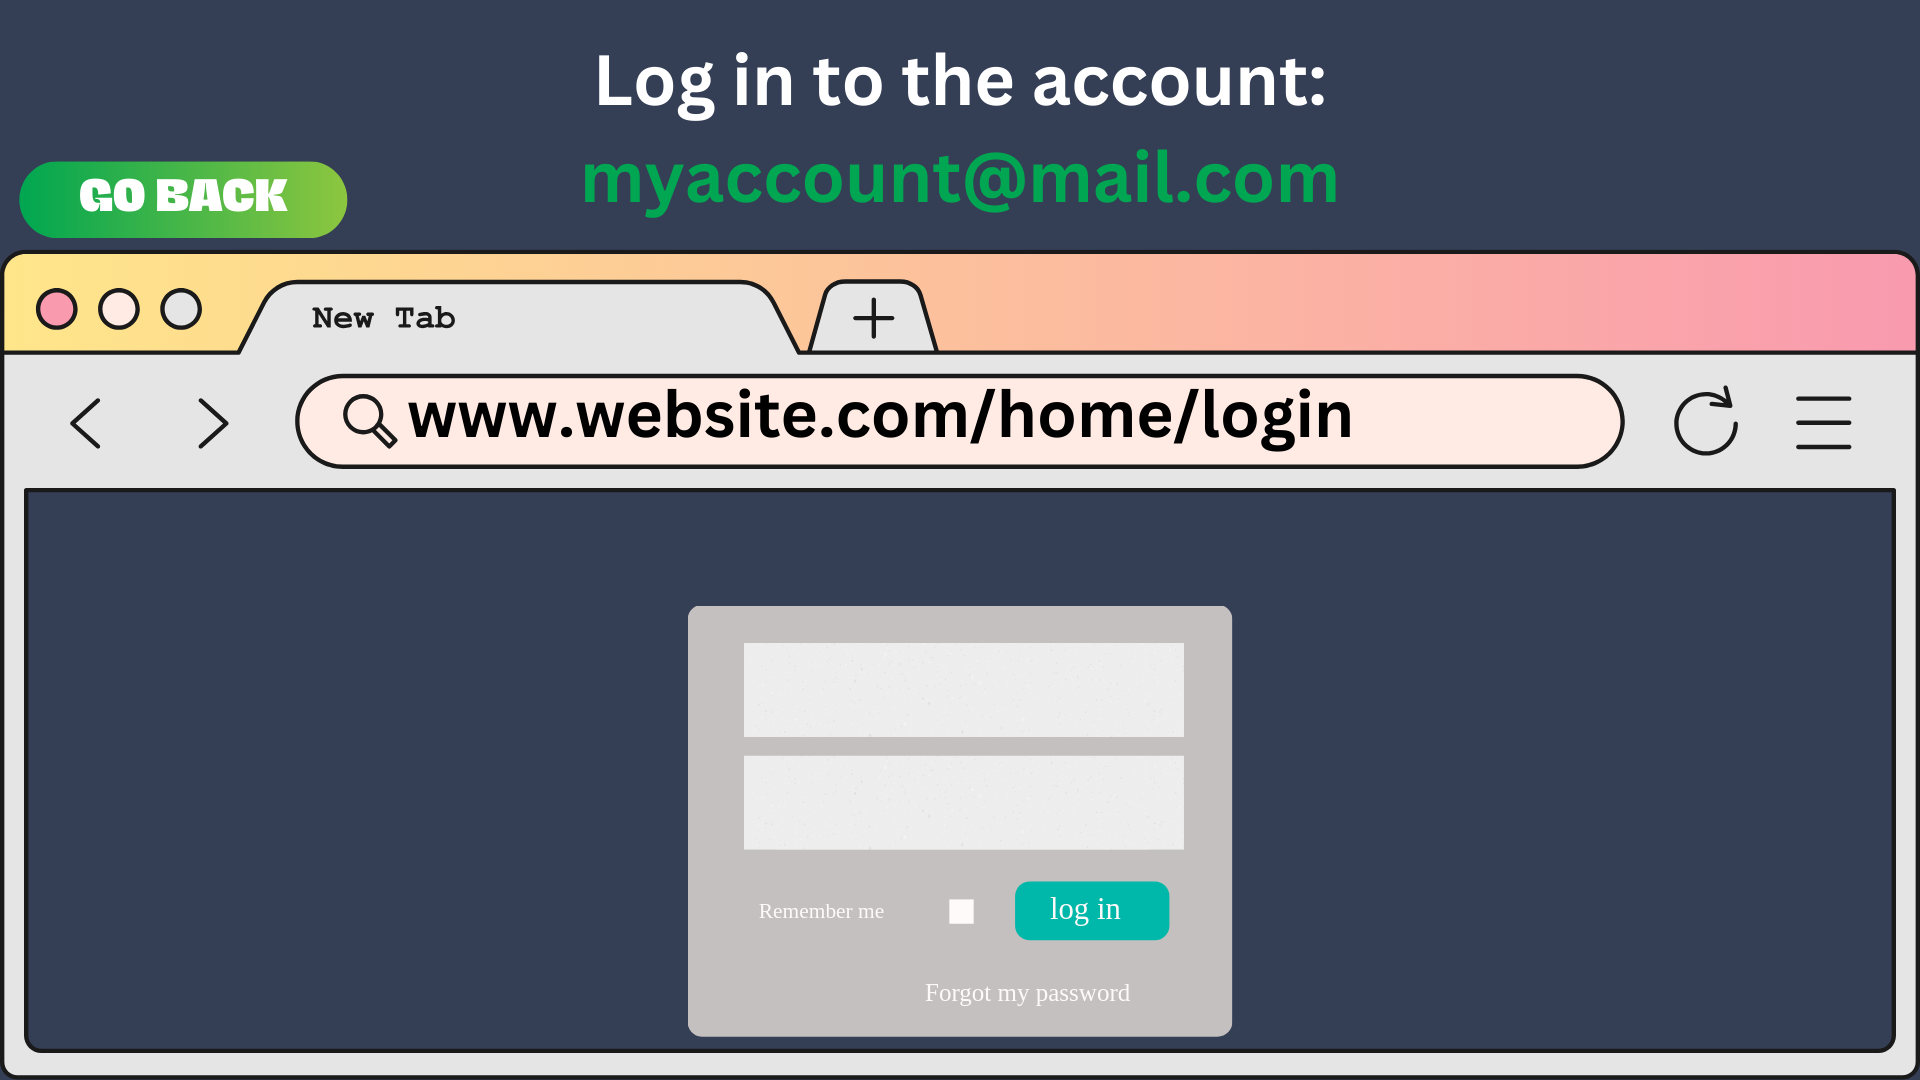 Log in to the account:
myaccount@mail.com
GO BACK
New Tab
www.website.com/home/login
Remember me
log in
Forgot my password